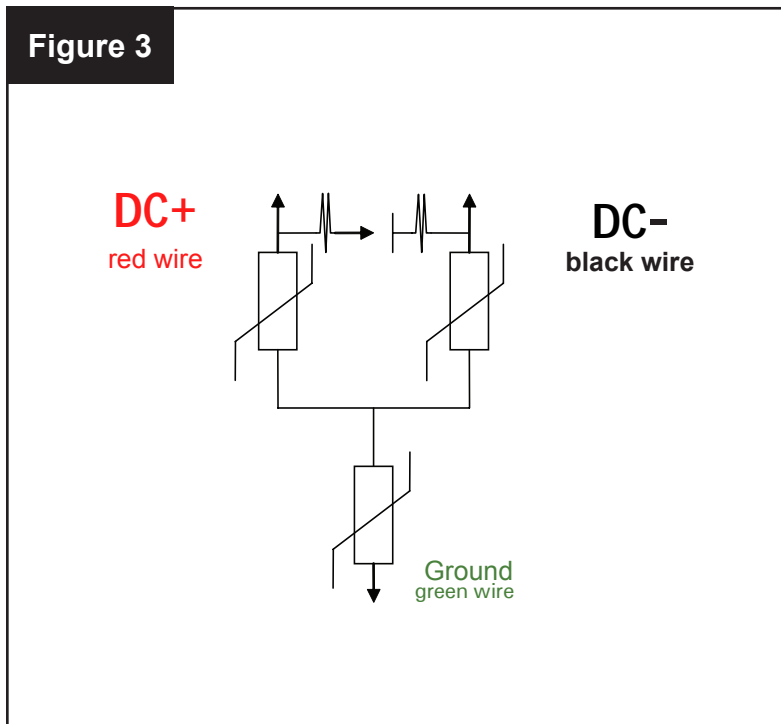 Figure 3
DC+
red wire
DC-
black wire
Ground
green wire